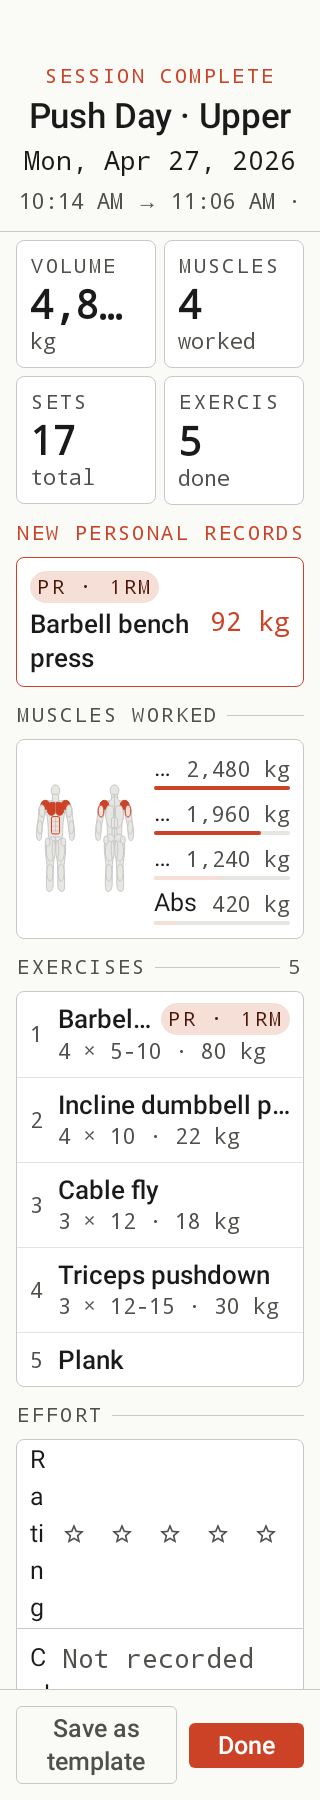 SESSION COMPLETE
Push Day · Upper
Mon, Apr 27, 2026
10:14 AM → 11:06 AM ·
VOLUME
4,8…
kg
MUSCLES
4
worked
SETS
17
total
EXERCIS
5
done
NEW PERSONAL RECORDS
PR · 1RM
Barbell bench
press
92 kg
MUSCLES WORKED
… 2,480 kg
… 1,960 kg
… 1,240 kg
Abs 420 kg
EXERCISES 5
1 Barbel… PR · 1RM
4 × 5-10 · 80 kg
2 Incline dumbbell p…
4 × 10 · 22 kg
3 Cable fly
3 × 12 · 18 kg
4 Triceps pushdown
3 × 12-15 · 30 kg
5 Plank
EFFORT
R
a
ti
n
g
C Not recorded
Save as
template
Done